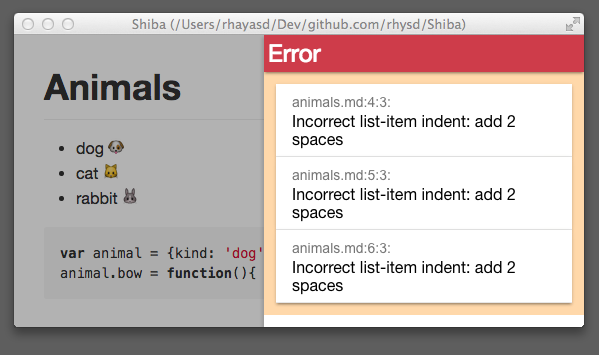 Shiba (/Users/rhayasd/Dev/github.com/rhysd/Shiba)
Animals
• dog 🐶
• cat 🐱
• rabbit 🐰
var animal = {kind: 'dog'
animal.bow = function(){
Error
animals.md:4:3:
Incorrect list-item indent: add 2
spaces
animals.md:5:3:
Incorrect list-item indent: add 2
spaces
animals.md:6:3:
Incorrect list-item indent: add 2
spaces